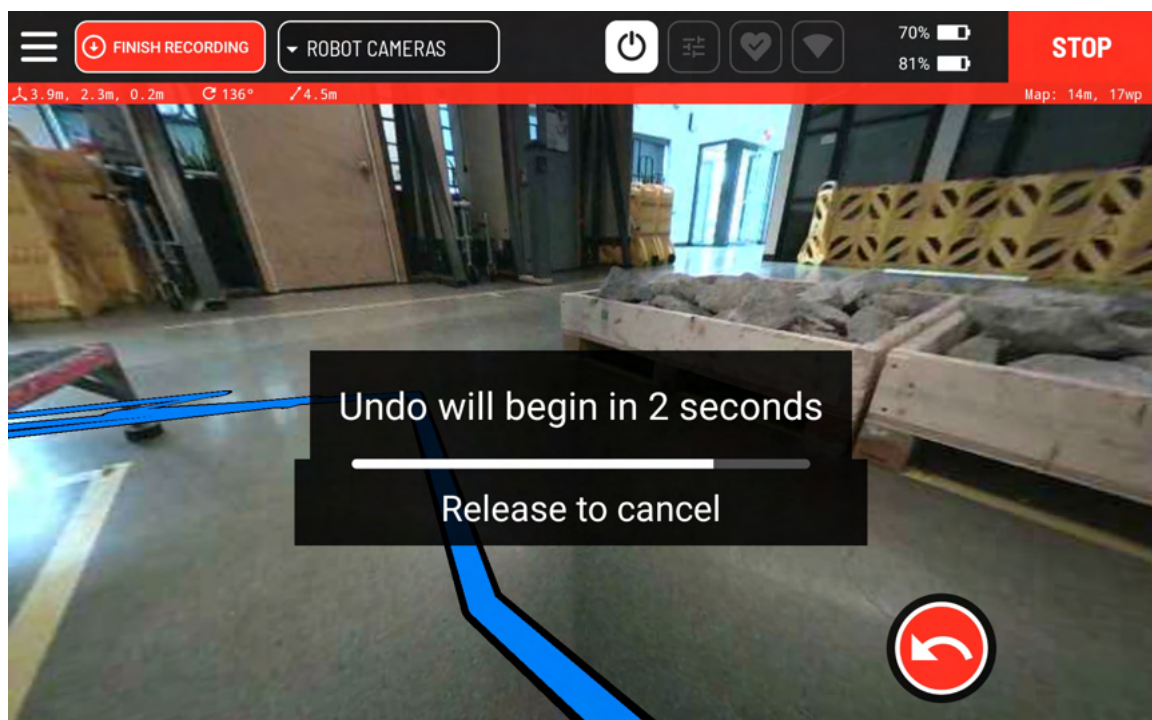 FINISH RECORDING
ROBOT CAMERAS
70%
81%
STOP
3.9m, 2.3m, 0.2m 136° 4.5m Map: 14m, 17wp
Undo will begin in 2 seconds
Release to cancel